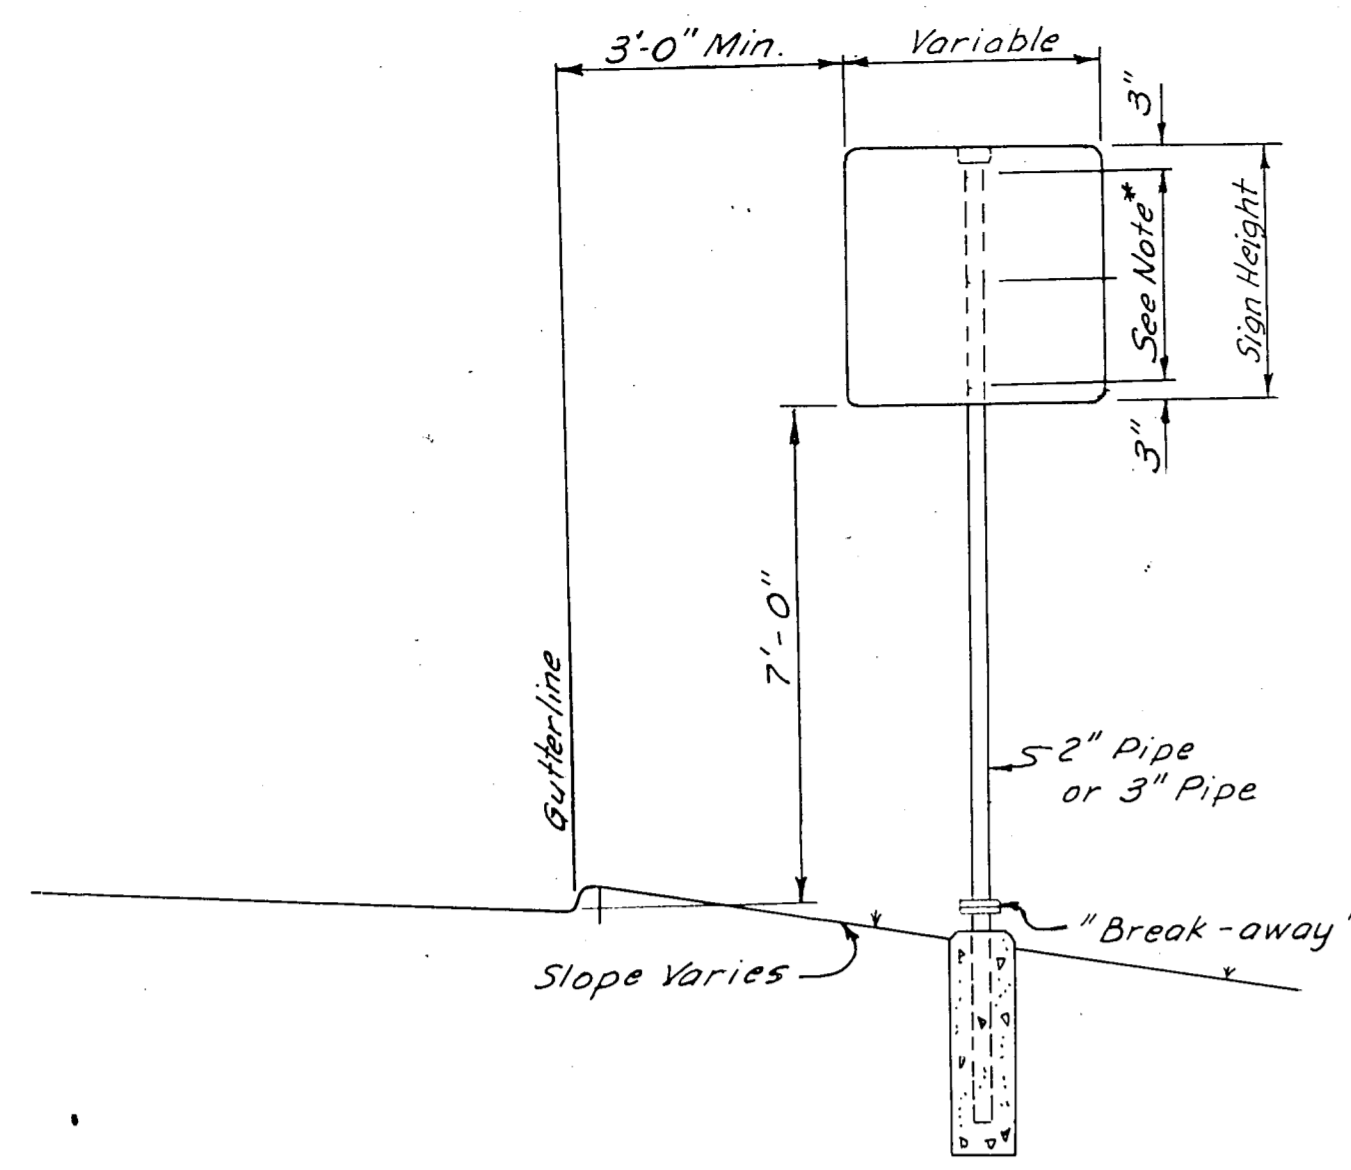 3'-0" Min.
Variable
3"
See Note*
Sign Height
3"
7'-0"
Gutterline
2" Pipe
or 3" Pipe
"Break-away"
Slope Varies